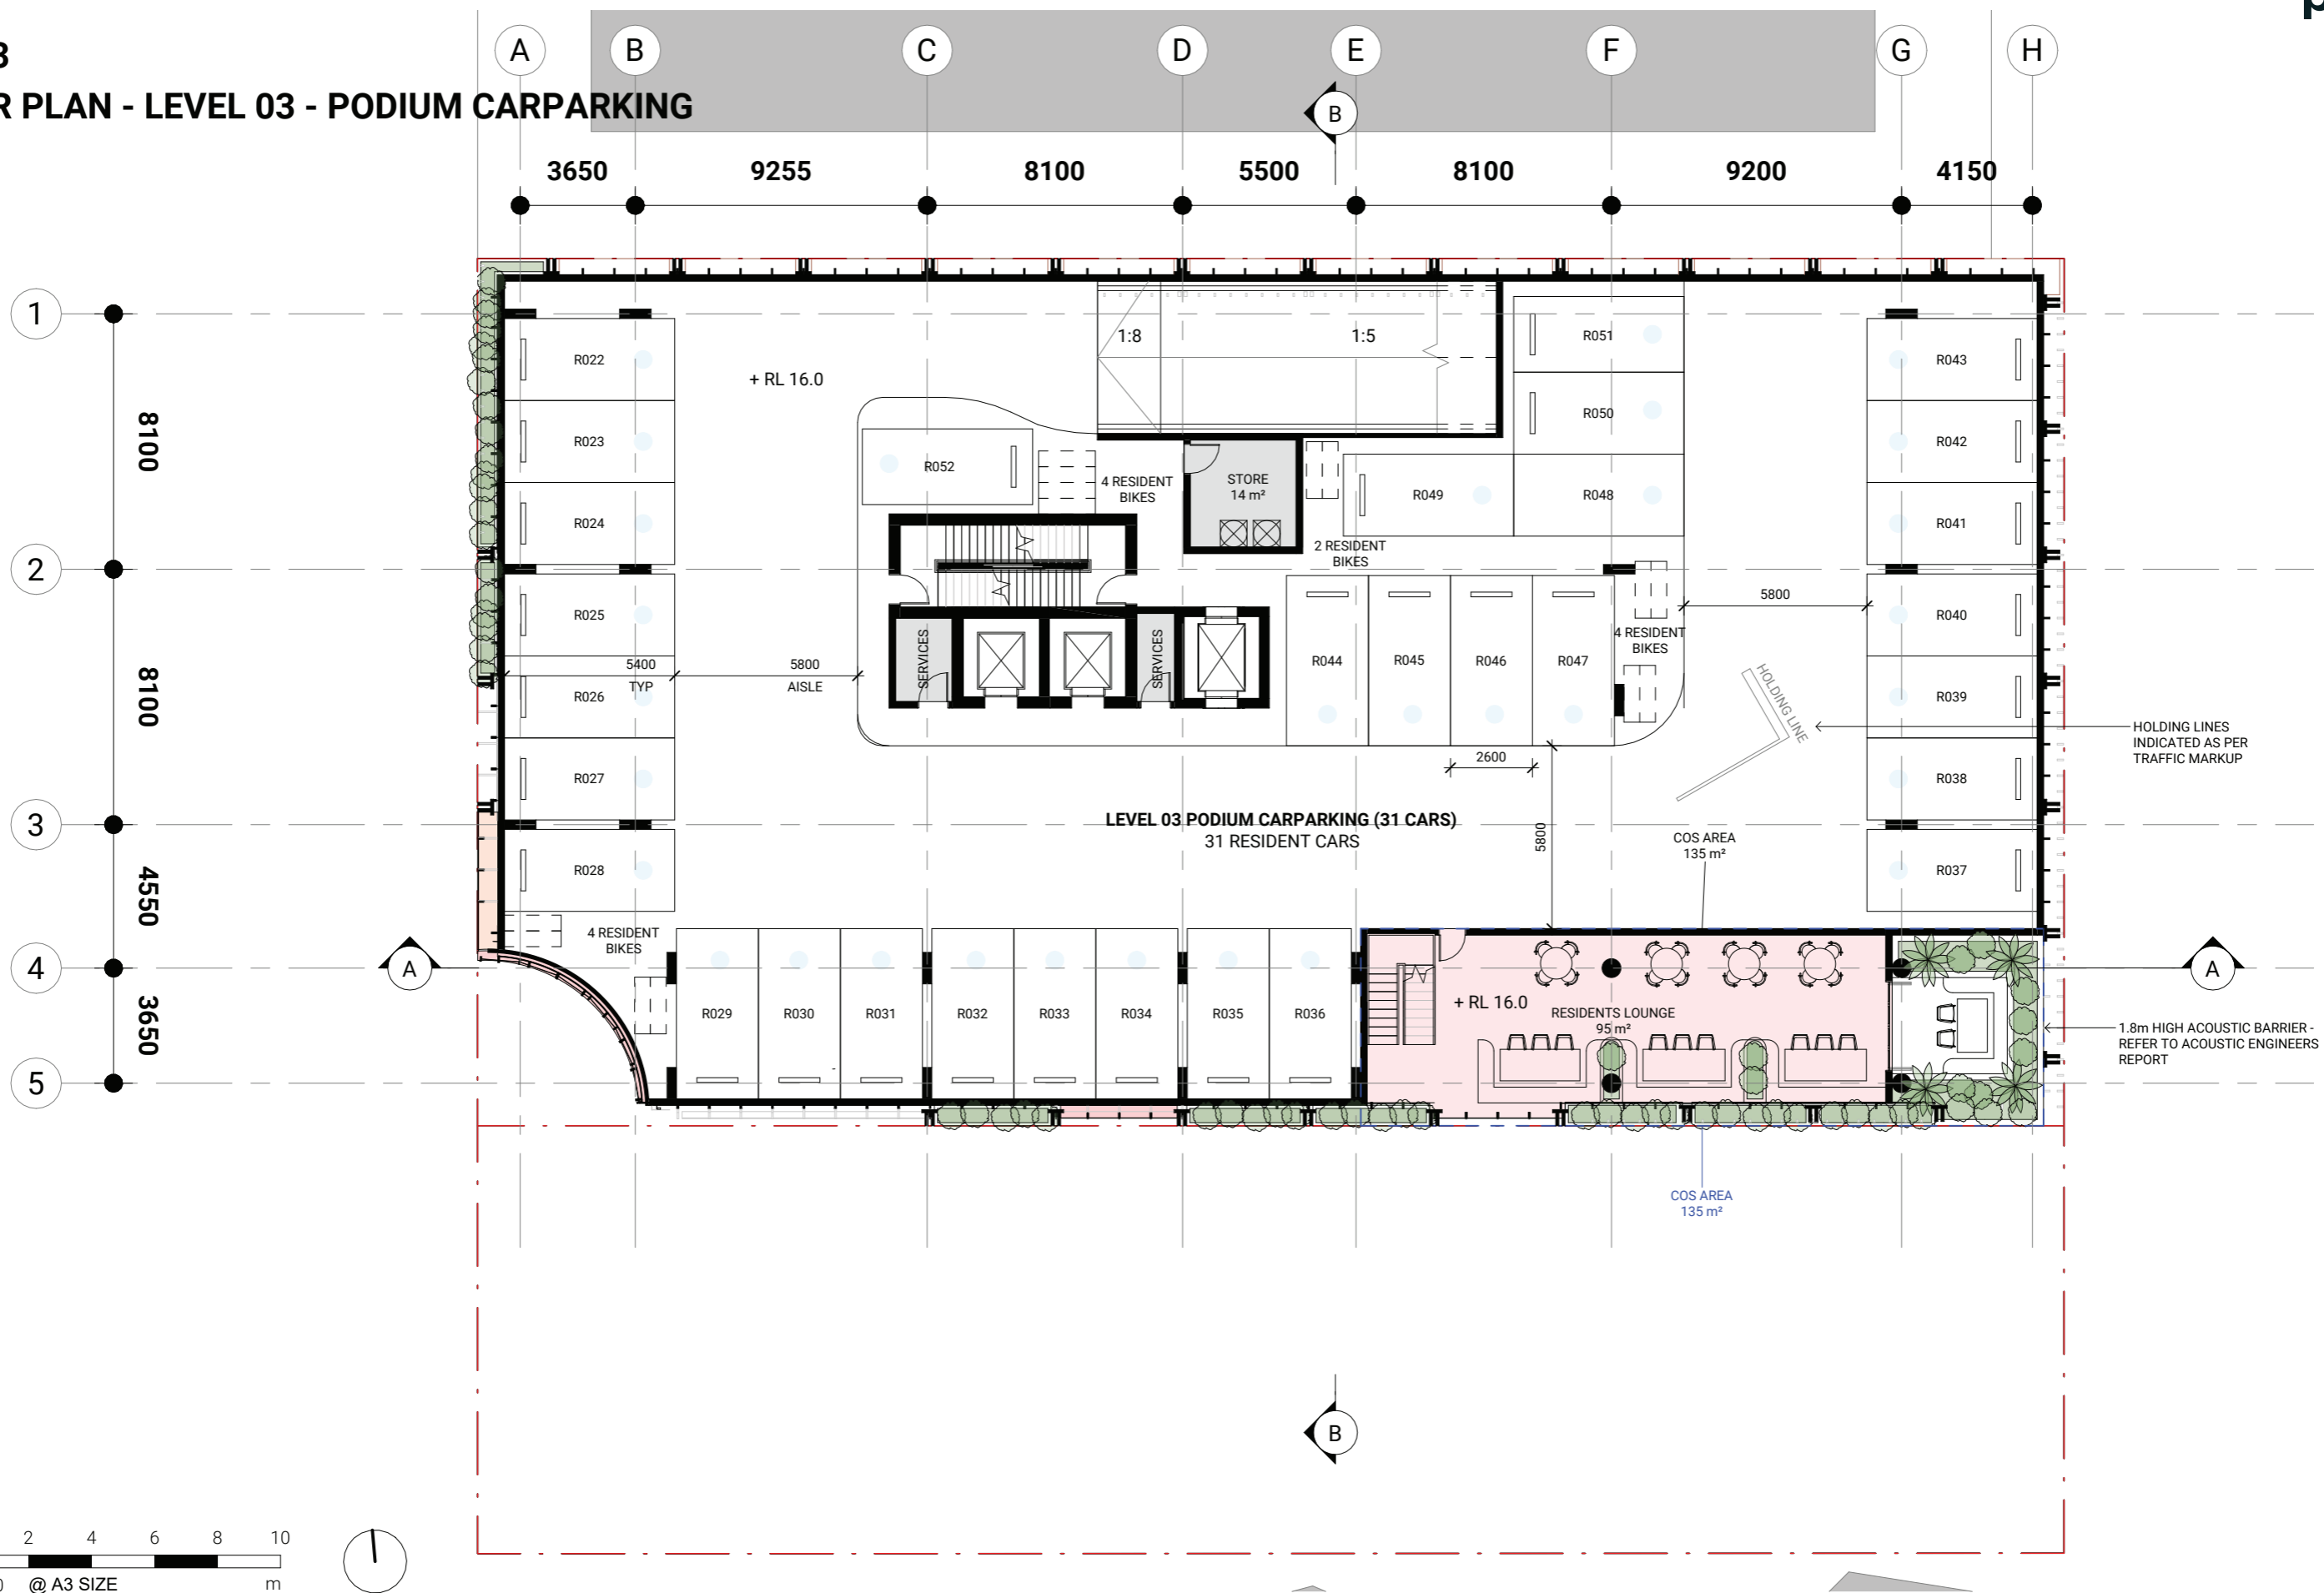 A
B
C
D
E
F
G
H
R PLAN - LEVEL 03 - PODIUM CARPARKING
B
3650
9255
8100
5500
8100
9200
4150
1
2
3
4
5
8100
8100
4550
3650
1:8
1:5
+ RL 16.0
R022
R023
R024
R025
R026
R027
R028
R051
R050
R049
R048
R052
4 RESIDENT
BIKES
STORE
14 m²
2 RESIDENT
BIKES
R043
R042
R041
R040
R039
R038
R037
5800
4 RESIDENT
BIKES
R044
R045
R046
R047
SERVICES
SERVICES
5400
TYP
5800
AISLE
HOLDING LINE
HOLDING LINES
INDICATED AS PER
TRAFFIC MARKUP
2600
5800
LEVEL 03 PODIUM CARPARKING (31 CARS)
31 RESIDENT CARS
COS AREA
135 m²
4 RESIDENT
BIKES
A
A
R029
R030
R031
R032
R033
R034
R035
R036
+ RL 16.0
RESIDENTS LOUNGE
95 m²
1.8m HIGH ACOUSTIC BARRIER -
REFER TO ACOUSTIC ENGINEERS
REPORT
COS AREA
135 m²
B
2 4 6 8 10
@ A3 SIZE m